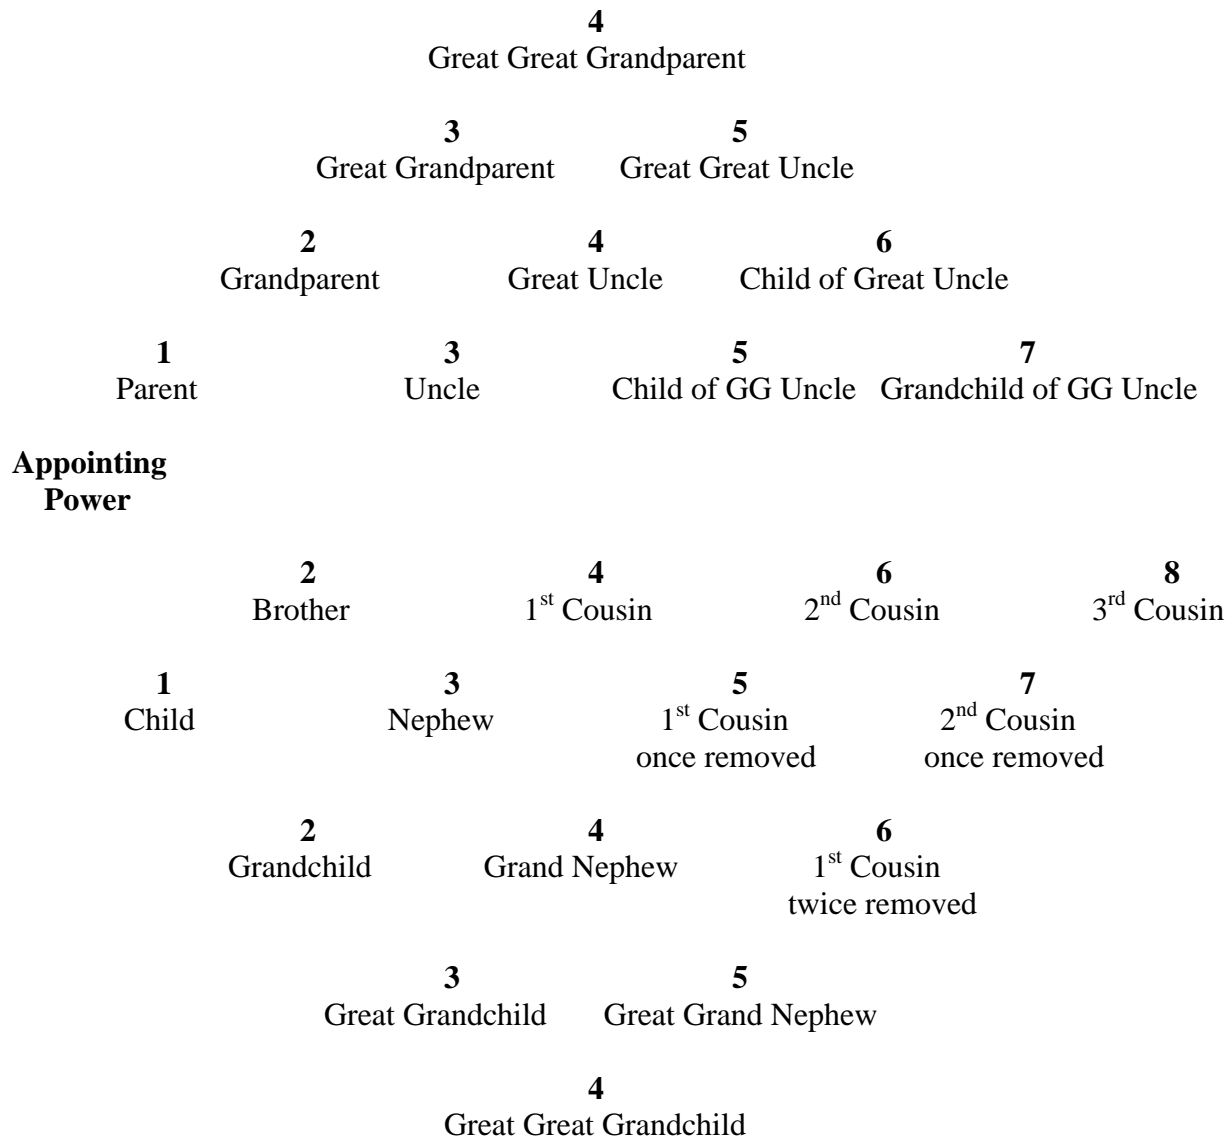 4
Great Great Grandparent
3 5
Great Grandparent Great Great Uncle
2 4 6
Grandparent Great Uncle Child of Great Uncle
1 3 5 7
Parent Uncle Child of GG Uncle Grandchild of GG Uncle
Appointing
Power
2 4 6 8
Brother 1st Cousin 2nd Cousin 3rd Cousin
1 3 5 7
Child Nephew 1st Cousin 2nd Cousin
once removed once removed
2 4 6
Grandchild Grand Nephew 1st Cousin
twice removed
3 5
Great Grandchild Great Grand Nephew
4
Great Great Grandchild